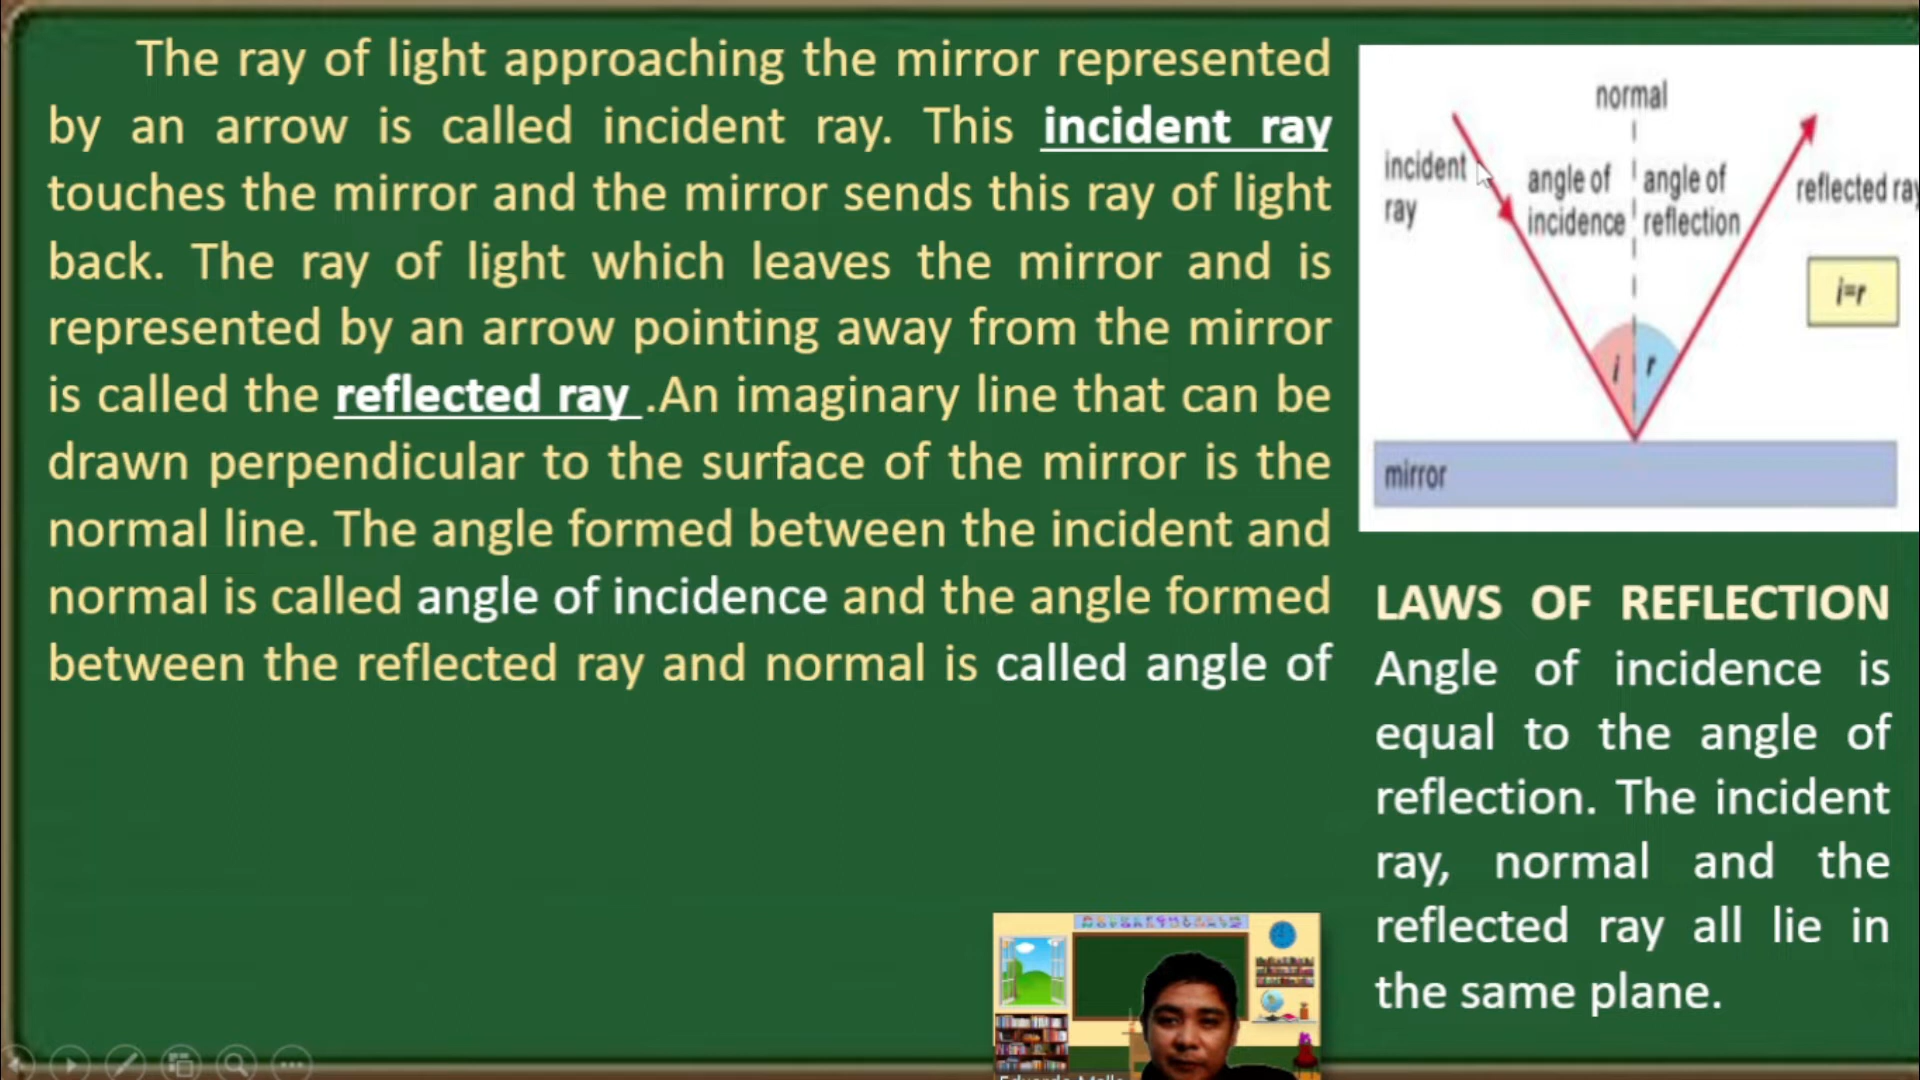 The ray of light approaching the mirror represented
by an arrow is called incident ray. This incident ray
touches the mirror and the mirror sends this ray of light
back. The ray of light which leaves the mirror and is
represented by an arrow pointing away from the mirror
is called the reflected ray .An imaginary line that can be
drawn perpendicular to the surface of the mirror is the
normal line. The angle formed between the incident and
normal is called angle of incidence and the angle formed
between the reflected ray and normal is called angle of
normal
incident
ray
angle of
incidence
angle of
reflection
reflected ray
i=r
i
r
mirror
LAWS OF REFLECTION
Angle of incidence is
equal to the angle of
reflection. The incident
ray, normal and the
reflected ray all lie in
the same plane.